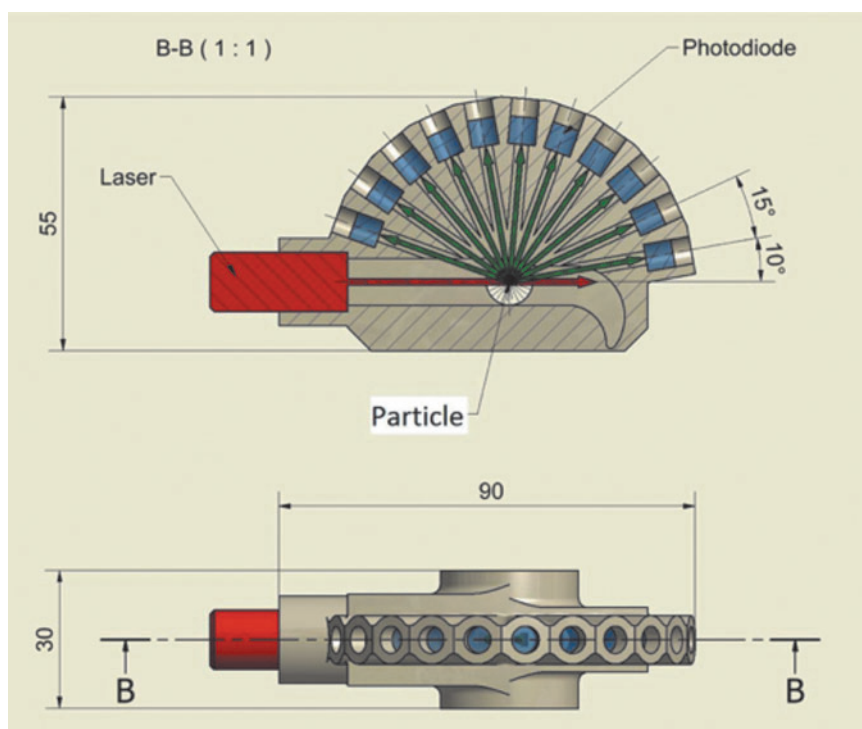 B-B ( 1 : 1 )
Photodiode
Laser
55
15°
10°
Particle
90
30
B
B